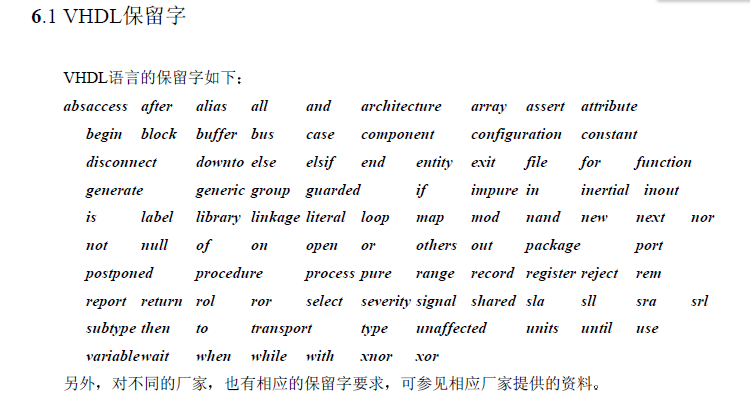 6.1 VHDL保留字
VHDL语言的保留字如下:
absaccess after alias all and architecture array assert attribute
begin block buffer bus case component configuration constant
disconnect downto else elsif end entity exit file for function
generate generic group guarded if impure in inertial inout
is label library linkage literal loop map mod nand new next nor
not null of on open or others out package port
postponed procedure process pure range record register reject rem
report return rol ror select severity signal shared sla sll sra srl
subtype then to transport type unaffected units until use
variablewait when while with xnor xor
另外，对不同的厂家，也有相应的保留字要求，可参见相应厂家提供的资料。